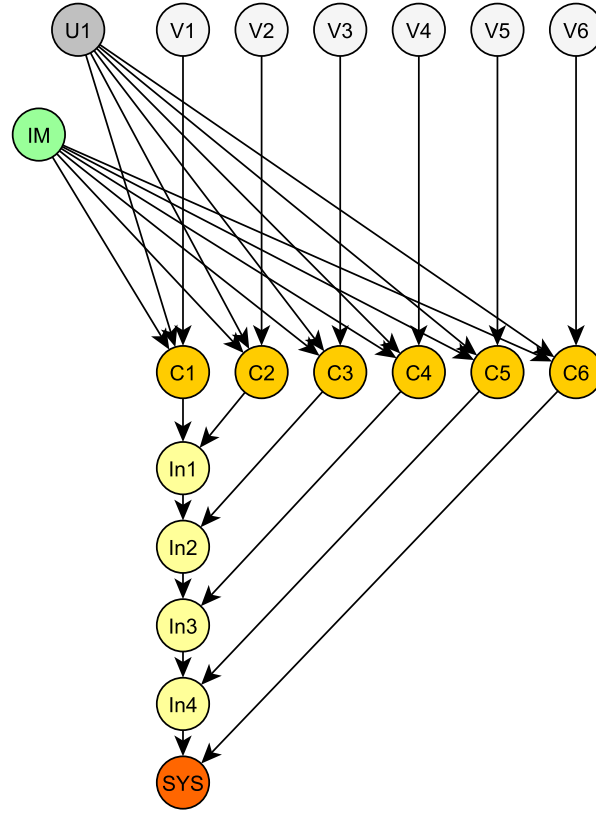 U1 V1 V2 V3 V4 V5 V6
IM
C1 C2 C3 C4 C5 C6
In1
In2
In3
In4
SYS